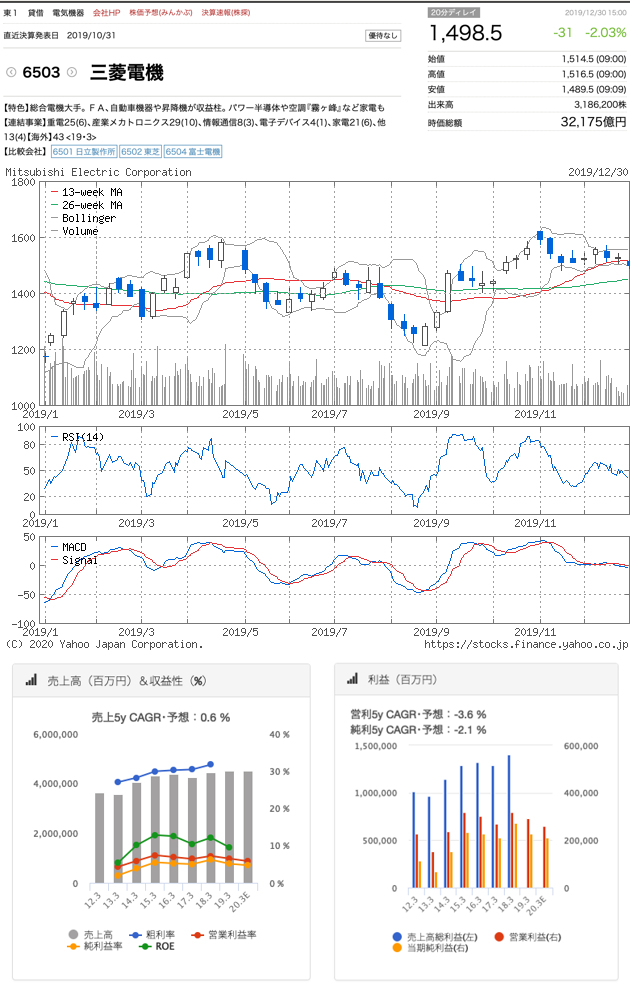 東1 貸借 電気機器 会社HP 株価予想(みんかぶ) 決算速報(株探)
直近決算発表日 2019/10/31 優待なし
6503 三菱電機
【特色】総合電機大手。ＦＡ、自動車機器や昇降機が収益柱。パワー半導体や空調『霧ヶ峰』など家電も
【連結事業】重電25(6)、産業メカトロニクス29(10)、情報通信8(3)、電子デバイス4(1)、家電21(6)、他
13(4)【海外】43 <19・3>
【比較会社】 6501 日立製作所 6502 東芝 6504 富士電機
20分ディレイ 2019/12/30 15:00
1,498.5 -31 -2.03%
始値 1,514.5 (09:00)
高値 1,516.5 (09:00)
安値 1,489.5 (09:09)
出来高 3,186,200株
時価総額 32,175億円
Mitsubishi Electric Corporation 2019/12/30
1800
1600
1400
1200
1000
13-week MA
26-week MA
Bollinger
Volume
2019/1 2019/3 2019/5 2019/7 2019/9 2019/11
100
80
50
20
0
RSI(14)
2019/1 2019/3 2019/5 2019/7 2019/9 2019/11
50
0
-50
-100
MACD
Signal
2019/1 2019/3 2019/5 2019/7 2019/9 2019/11
(C) 2020 Yahoo Japan Corporation. https://stocks.finance.yahoo.co.jp
売上高（百万円）＆収益性（％）
売上5y CAGR・予想：0.6 %
6,000,000
4,000,000
2,000,000
0
40 %
30 %
20 %
10 %
0 %
12.3 13.3 14.3 15.3 16.3 17.3 18.3 19.3 20.3E
売上高 粗利率 営業利益率
純利益率 ROE
利益（百万円）
営利5y CAGR・予想：-3.6 %
純利5y CAGR・予想：-2.1 %
1,500,000
1,000,000
500,000
0
600,000
400,000
200,000
0
12.3 13.3 14.3 15.3 16.3 17.3 18.3 19.3 20.3E
売上高総利益(左) 営業利益(右)
当期純利益(右)